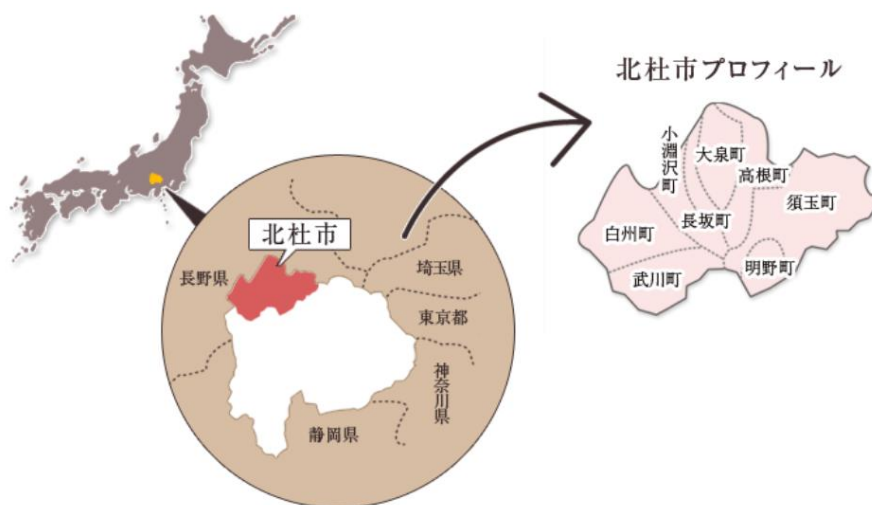 北杜市プロフィール
小淵沢町
大泉町
高根町
須玉町
長坂町
白州町
武川町
明野町
北杜市
長野県
埼玉県
東京都
神奈川県
静岡県